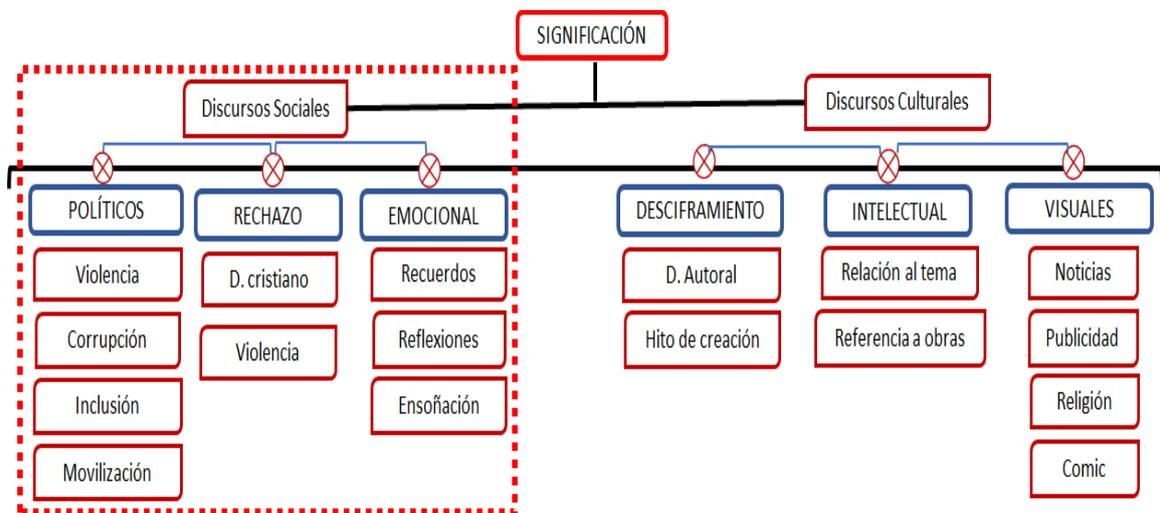 SIGNIFICACIÓN
Discursos Sociales
Discursos Culturales
POLÍTICOS
RECHAZO
EMOCIONAL
DESCIFRAMIENTO
INTELECTUAL
VISUALES
Violencia
D. cristiano
Recuerdos
D. Autoral
Relación al tema
Noticias
Corrupción
Violencia
Reflexiones
Hito de creación
Referencia a obras
Publicidad
Inclusión
Ensoñación
Religión
Movilización
Comic